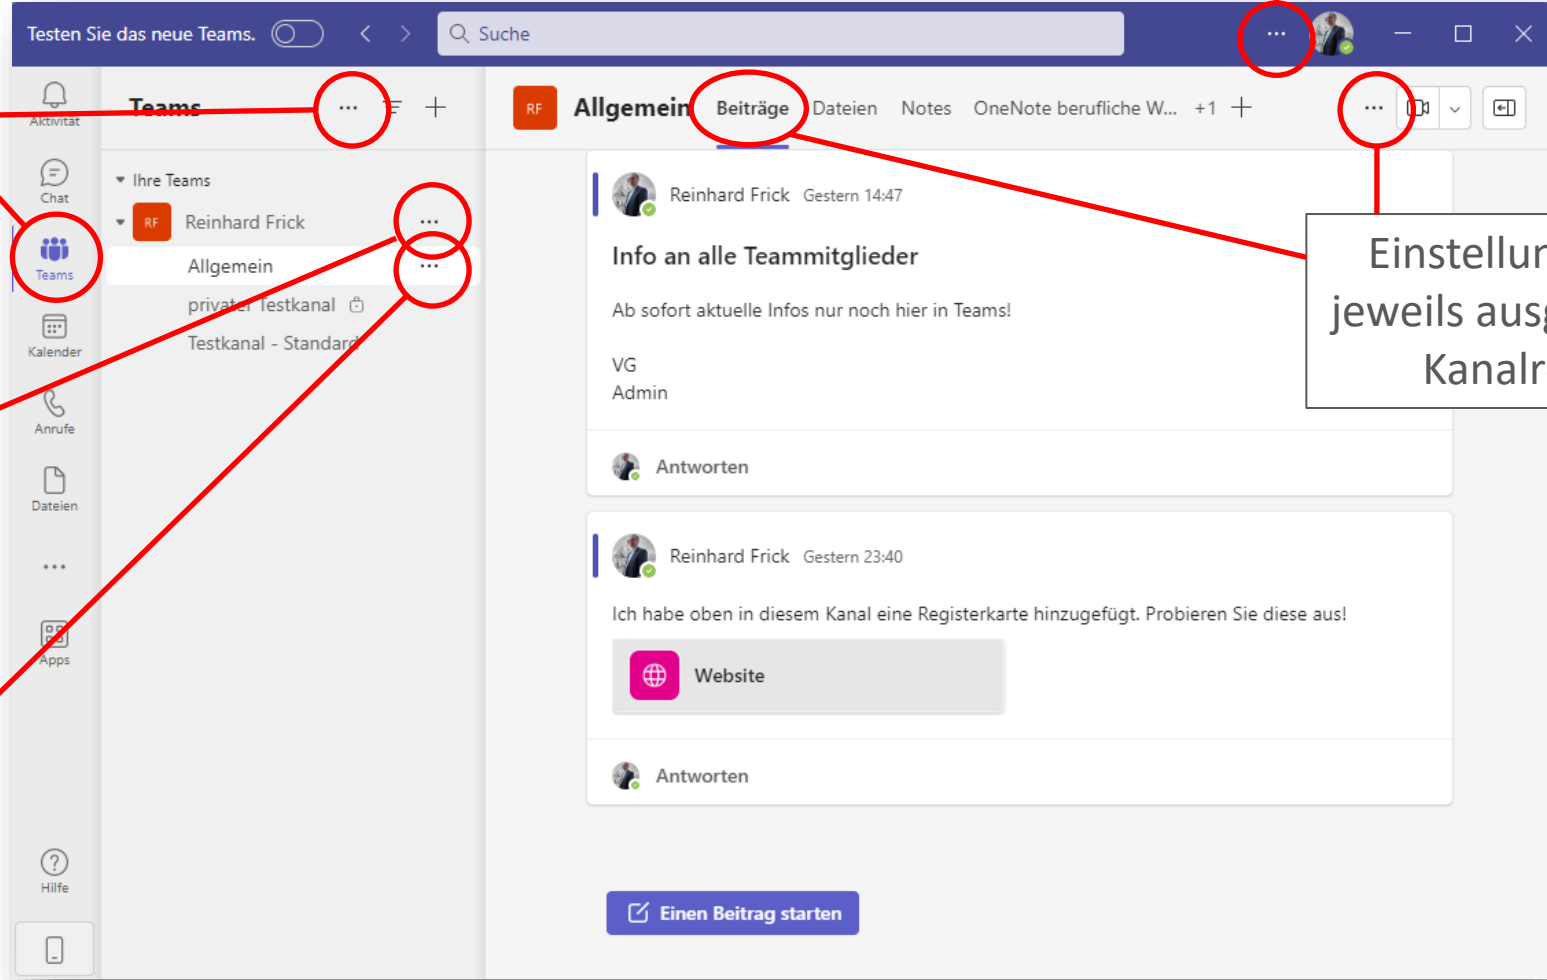 Testen Sie das neue Teams.
Suche
Aktivität
Chat
Teams
Kalender
Anrufe
Dateien
Apps
Hilfe
Teams
Ihre Teams
RF Reinhard Frick
Allgemein
privater Testkanal
Testkanal - Standard
RF Allgemein Beiträge Dateien Notes OneNote berufliche W... +1
Reinhard Frick Gestern 14:47
Info an alle Teammitglieder
Ab sofort aktuelle Infos nur noch hier in Teams!
VG
Admin
Antworten
Reinhard Frick Gestern 23:40
Ich habe oben in diesem Kanal eine Registerkarte hinzugefügt. Probieren Sie diese aus!
Website
Antworten
Einen Beitrag starten
jeweils